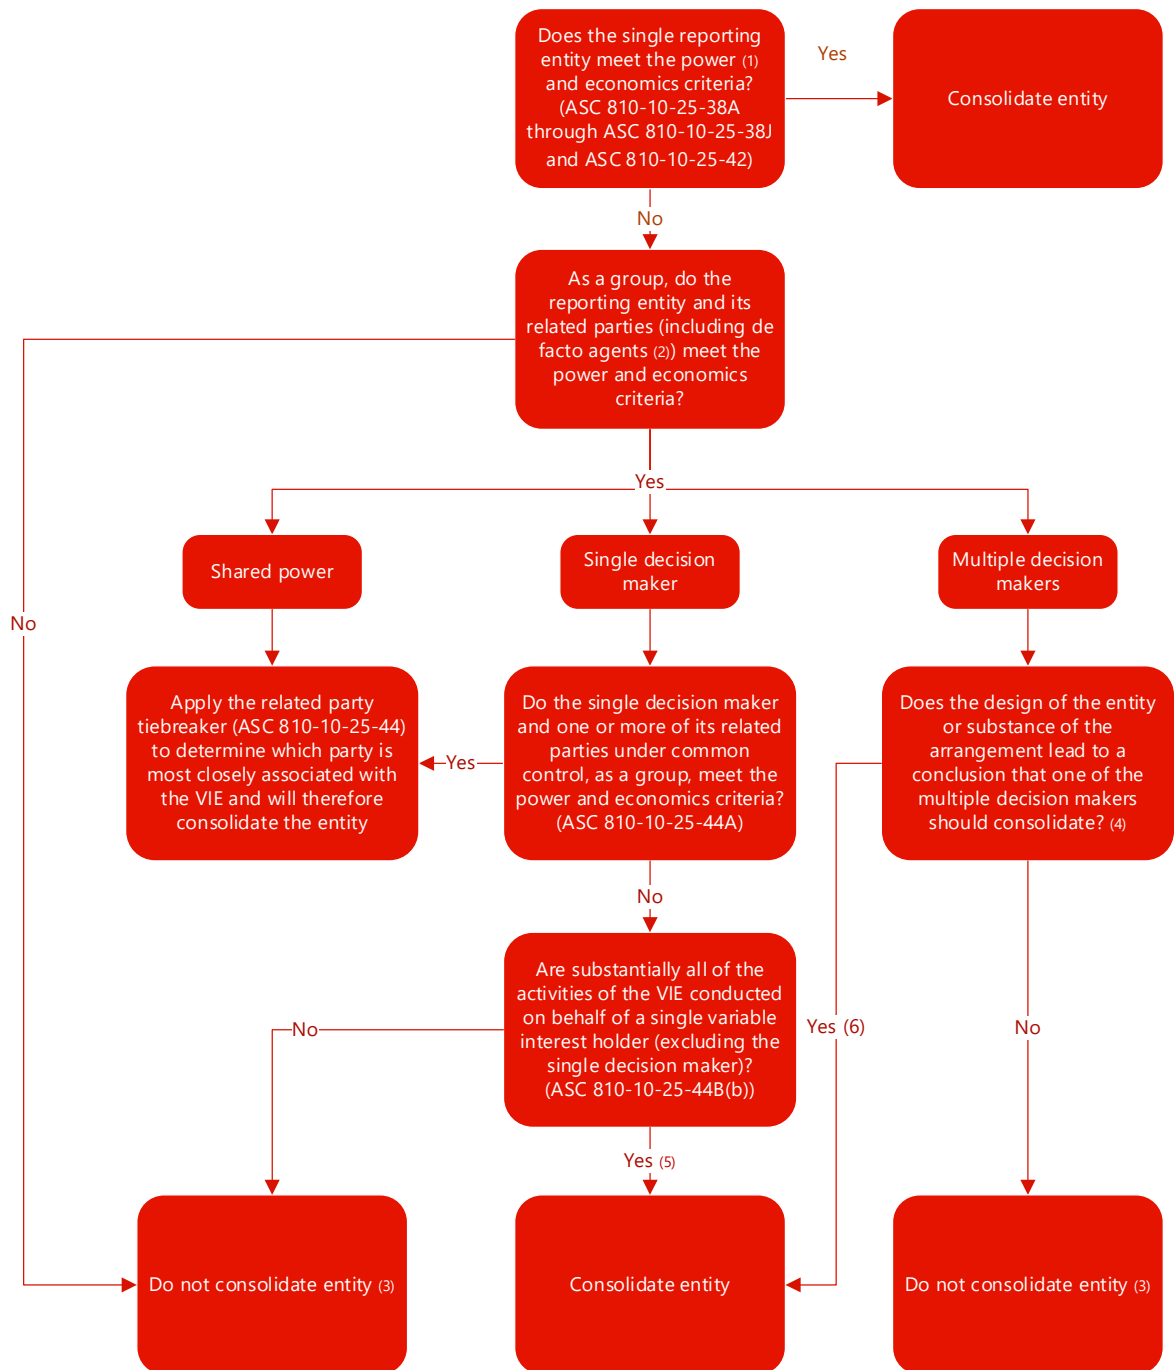 Does the single reporting
entity meet the power (1)
and economics criteria?
(ASC 810-10-25-38A
through ASC 810-10-25-38J
and ASC 810-10-25-42)
Yes
Consolidate entity
No
As a group, do the
reporting entity and its
related parties (including de
facto agents (2)) meet the
power and economics
criteria?
Yes
No
Shared power
Single decision
maker
Multiple decision
makers
Apply the related party
tiebreaker (ASC 810-10-25-44)
to determine which party is
most closely associated with
the VIE and will therefore
consolidate the entity
Yes
Do the single decision maker
and one or more of its related
parties under common
control, as a group, meet the
power and economics criteria?
(ASC 810-10-25-44A)
Does the design of the entity
or substance of the
arrangement lead to a
conclusion that one of the
multiple decision makers
should consolidate? (4)
No
Are substantially all of the
activities of the VIE conducted
on behalf of a single variable
interest holder (excluding the
single decision maker)?
(ASC 810-10-25-44B(b))
No
Yes (6)
No
Yes (5)
Do not consolidate entity (3)
Consolidate entity
Do not consolidate entity (3)